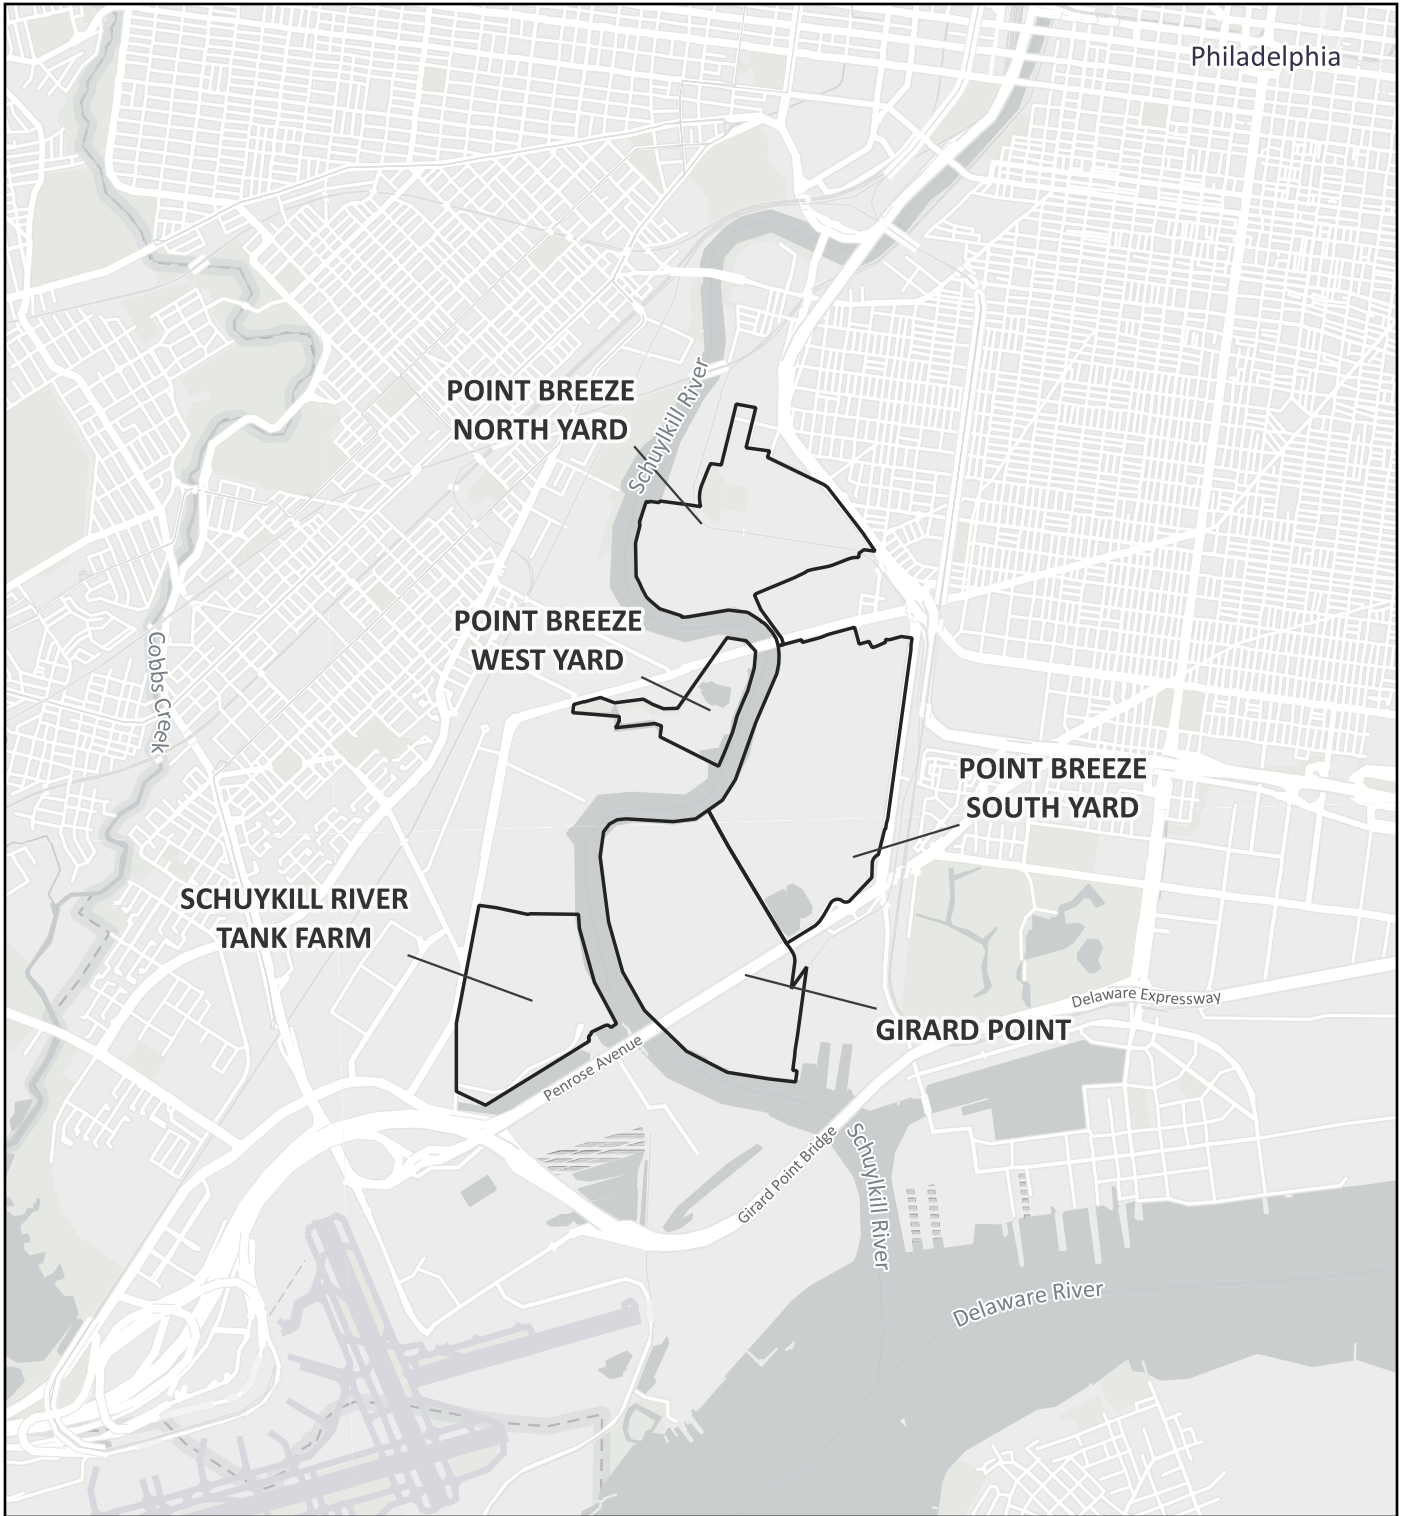 Philadelphia
POINT BREEZE
NORTH YARD
Schuylkill River
POINT BREEZE
WEST YARD
Cobbs Creek
POINT BREEZE
SOUTH YARD
SCHUYKILL RIVER
TANK FARM
Delaware Expressway
GIRARD POINT
Penrose Avenue
Girard Point Bridge
Schuylkill River
Delaware River